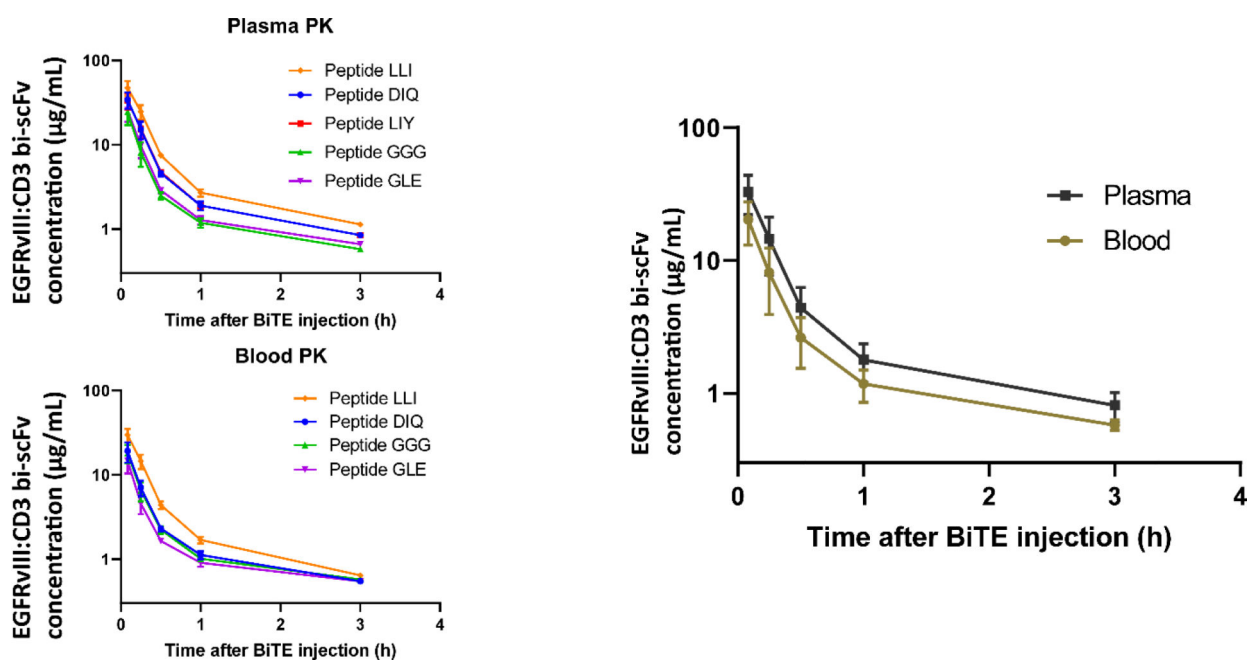 Plasma PK
EGFRvIII:CD3 bi-scFv
concentration (µg/mL)
100
10
1
0
1
2
3
4
Time after BiTE injection (h)
Peptide LLI
Peptide DIQ
Peptide LIY
Peptide GGG
Peptide GLE
Blood PK
EGFRvIII:CD3 bi-scFv
concentration (µg/mL)
100
10
1
0
1
2
3
4
Time after BiTE injection (h)
Peptide LLI
Peptide DIQ
Peptide GGG
Peptide GLE
EGFRvIII:CD3 bi-scFv
concentration (µg/mL)
100
10
1
0
1
2
3
4
Time after BiTE injection (h)
Plasma
Blood